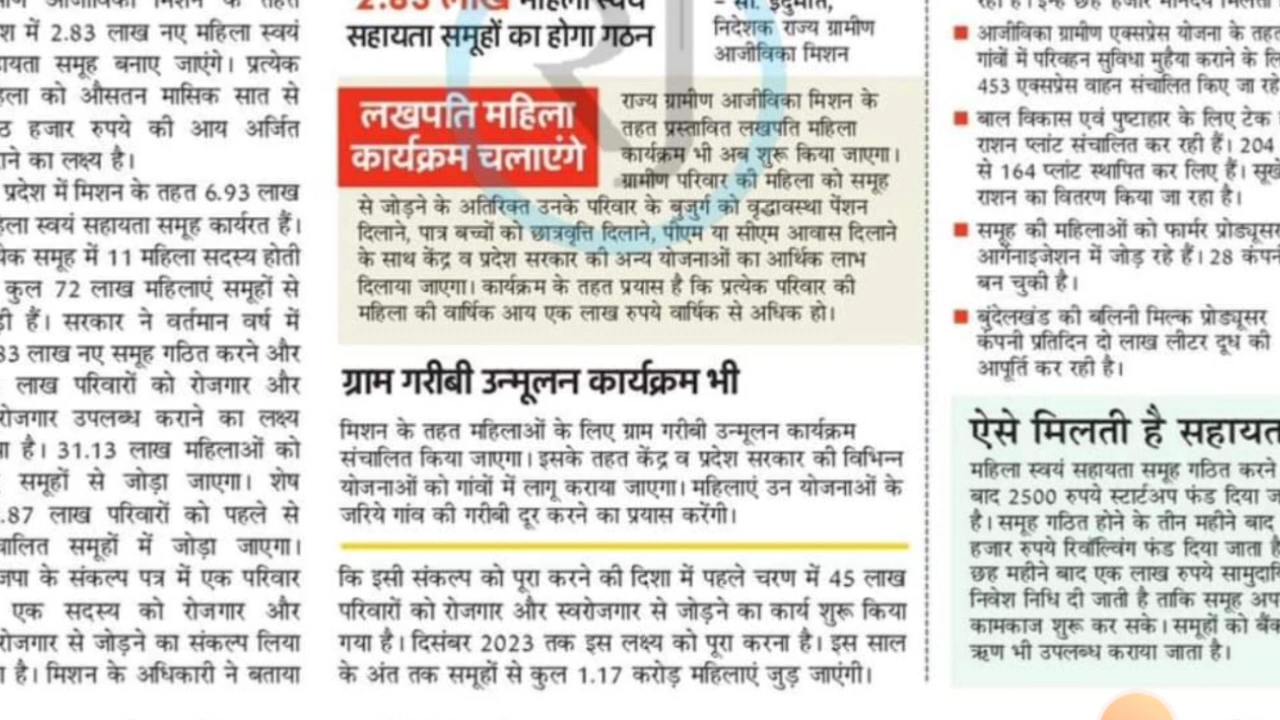 में 2.83 लाख नए महिला स्वयं
समूह बनाए जाएंगे। प्रत्येक
को औसतन मासिक सात से
हजार रुपये की आय अर्जित
का लक्ष्य है।
प्रदेश में मिशन के तहत 6.93 लाख
स्वयं सहायता समूह कार्यरत हैं।
समूह में 11 महिला सदस्य होती
कुल 72 लाख महिलाएं समूहों से
हैं। सरकार ने वर्तमान वर्ष में
लाख नए समूह गठित करने और
लाख परिवारों को रोजगार और
उपलब्ध कराने का लक्ष्य
है। 31.13 लाख महिलाओं को
समूहों से जोड़ा जाएगा। शेष
लाख परिवारों को पहले से
समूहों में जोड़ा जाएगा।
के संकल्प पत्र में एक परिवार
एक सदस्य को रोजगार और
से जोड़ने का संकल्प लिया
है। मिशन के अधिकारी ने बताया
2.83 लाख महिला स्वयं
सहायता समूहों का होगा गठन
निदेशक राज्य ग्रामीण
आजीविका मिशन
लखपति महिला
कार्यक्रम चलाएंगे
राज्य ग्रामीण आजीविका मिशन के
तहत प्रस्तावित लखपति महिला
कार्यक्रम भी अब शुरू किया जाएगा।
ग्रामीण परिवार की महिला को समूह
से जोड़ने के अतिरिक्त उनके परिवार के बुजुर्ग को वृद्धावस्था पेंशन
दिलाने, पात्र बच्चों को छात्रवृत्ति दिलाने, पीएम या सीएम आवास दिलाने
के साथ केंद्र व प्रदेश सरकार की अन्य योजनाओं का आर्थिक लाभ
दिलाया जाएगा। कार्यक्रम के तहत प्रयास है कि प्रत्येक परिवार की
महिला की वार्षिक आय एक लाख रुपये वार्षिक से अधिक हो।
ग्राम गरीबी उन्मूलन कार्यक्रम भी
मिशन के तहत महिलाओं के लिए ग्राम गरीबी उन्मूलन कार्यक्रम
संचालित किया जाएगा। इसके तहत केंद्र व प्रदेश सरकार की विभिन्न
योजनाओं को गांवों में लागू कराया जाएगा। महिलाएं उन योजनाओं के
जरिये गांव की गरीबी दूर करने का प्रयास करेंगी।
कि इसी संकल्प को पूरा करने की दिशा में पहले चरण में 45 लाख
परिवारों को रोजगार और स्वरोजगार से जोड़ने का कार्य शुरू किया
गया है। दिसंबर 2023 तक इस लक्ष्य को पूरा करना है। इस साल
के अंत तक समूहों से कुल 1.17 करोड़ महिलाएं जुड़ जाएंगी।
आजीविका ग्रामीण एक्सप्रेस योजना के तहत
गांवों में परिवहन सुविधा मुहैया कराने के
453 एक्सप्रेस वाहन संचालित किए जा रहे
बाल विकास एवं पुष्टाहार के लिए टेक
राशन प्लांट संचालित कर रही हैं। 204
से 164 प्लांट स्थापित कर लिए हैं।
राशन का वितरण किया जा रहा है।
समूह की महिलाओं को फार्मर
आर्गेनाइजेशन में जोड़ रहे हैं। 28
बन चुकी है।
बुंदेलखंड की बलिनी मिल्क प्रोड्यूसर
कंपनी प्रतिदिन दो लाख लीटर दूध की
आपूर्ति कर रही है।
ऐसे मिलती है
महिला स्वयं सहायता समूह गठित करने
बाद 2500 रुपये स्टार्टअप फंड दिया
है। समूह गठित होने के तीन महीने बाद
हजार रुपये रिवॉल्विंग फंड दिया जाता
छह महीने बाद एक लाख रुपये
निवेश निधि दी जाती है ताकि समूह
कामकाज शुरू कर सके। समूहों को
ऋण भी उपलब्ध कराया जाता है।